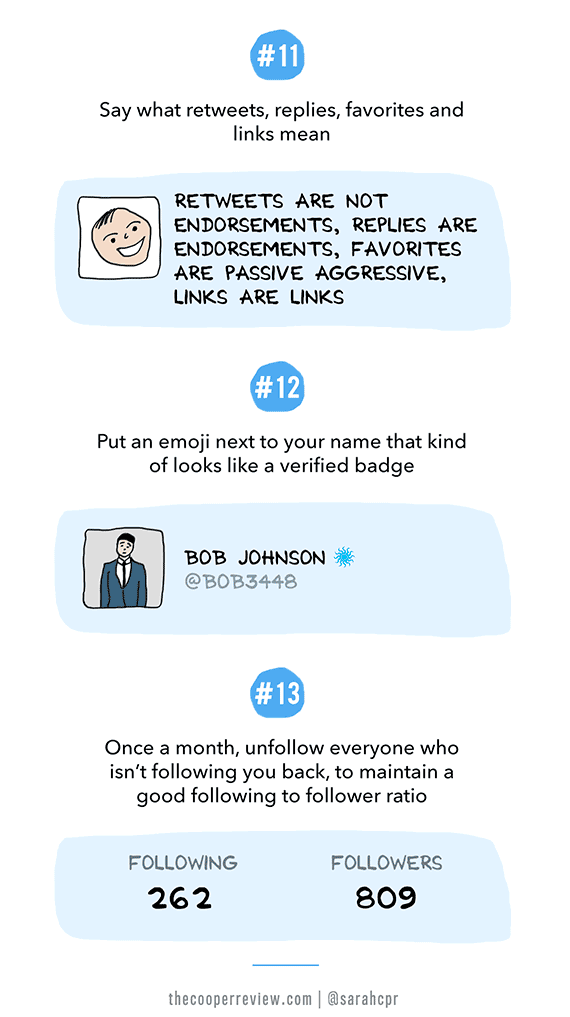 #11
Say what retweets, replies, favorites and
links mean
RETWEETS ARE NOT
ENDORSEMENTS, REPLIES ARE
ENDORSEMENTS, FAVORITES
ARE PASSIVE AGGRESSIVE,
LINKS ARE LINKS
#12
Put an emoji next to your name that kind
of looks like a verified badge
BOB JOHNSON
@BOB3448
#13
Once a month, unfollow everyone who
isn’t following you back, to maintain a
good following to follower ratio
FOLLOWING FOLLOWERS
262 809
thecooperreview.com | @sarahcpr